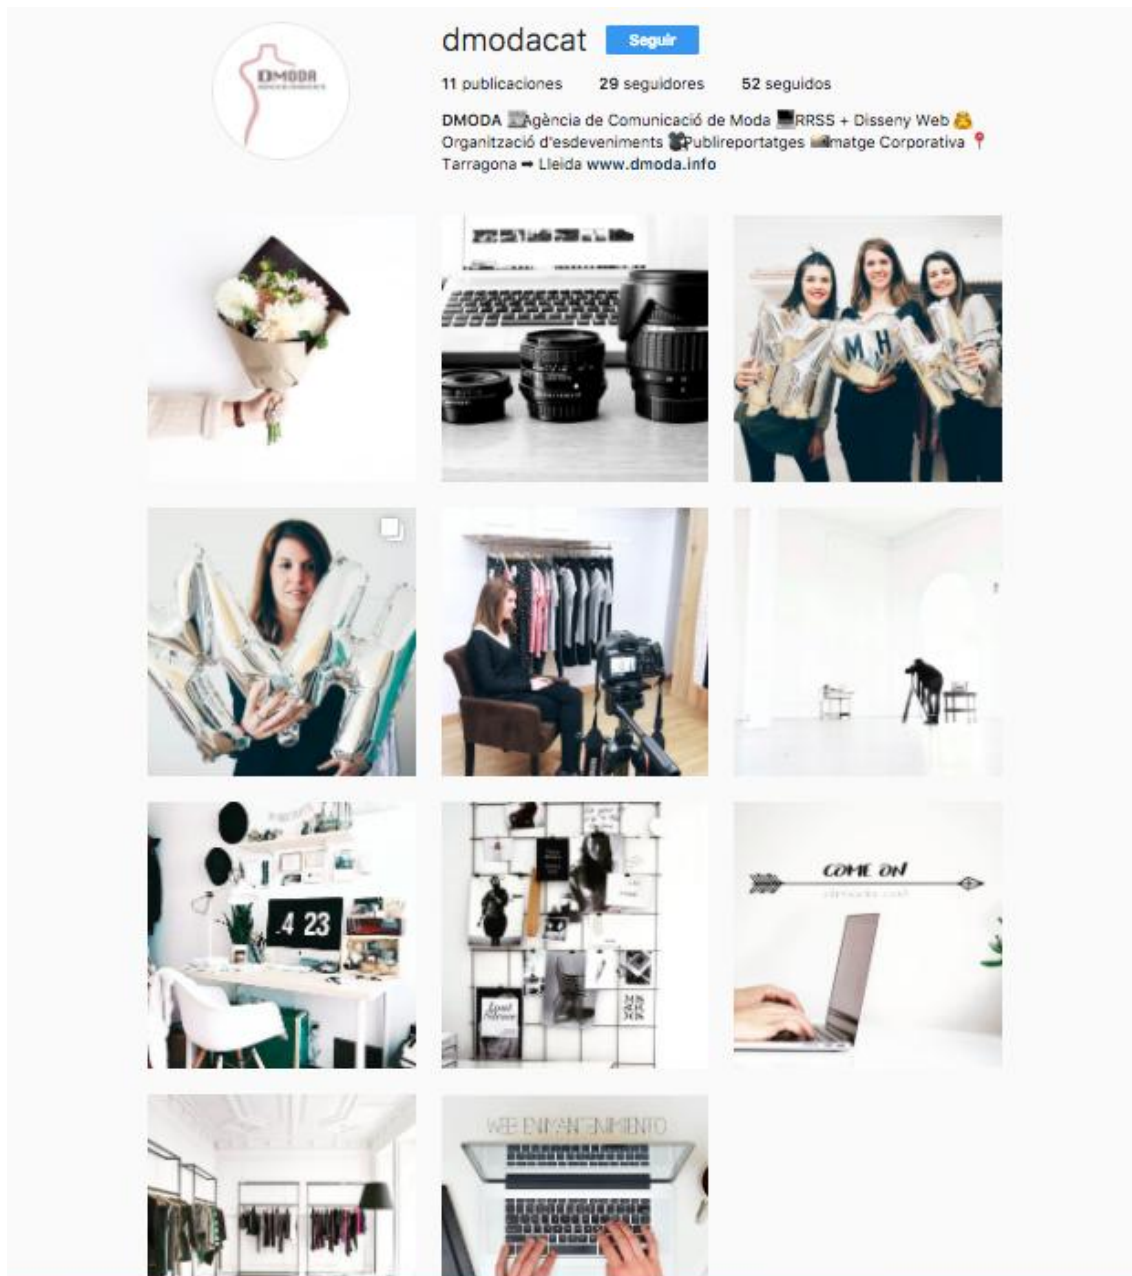 dmodacat Seguir
11 publicaciones 29 seguidores 52 seguidos
DMODA Agència de Comunicació de Moda RRSS + Disseny Web
Organització d'esdeveniments Publireportatges Imatge Corporativa
Tarragona ➡ Lleida www.dmoda.info
DMODA
M H
.4 23
COME ON
WEB EN MANTENIMIENTO